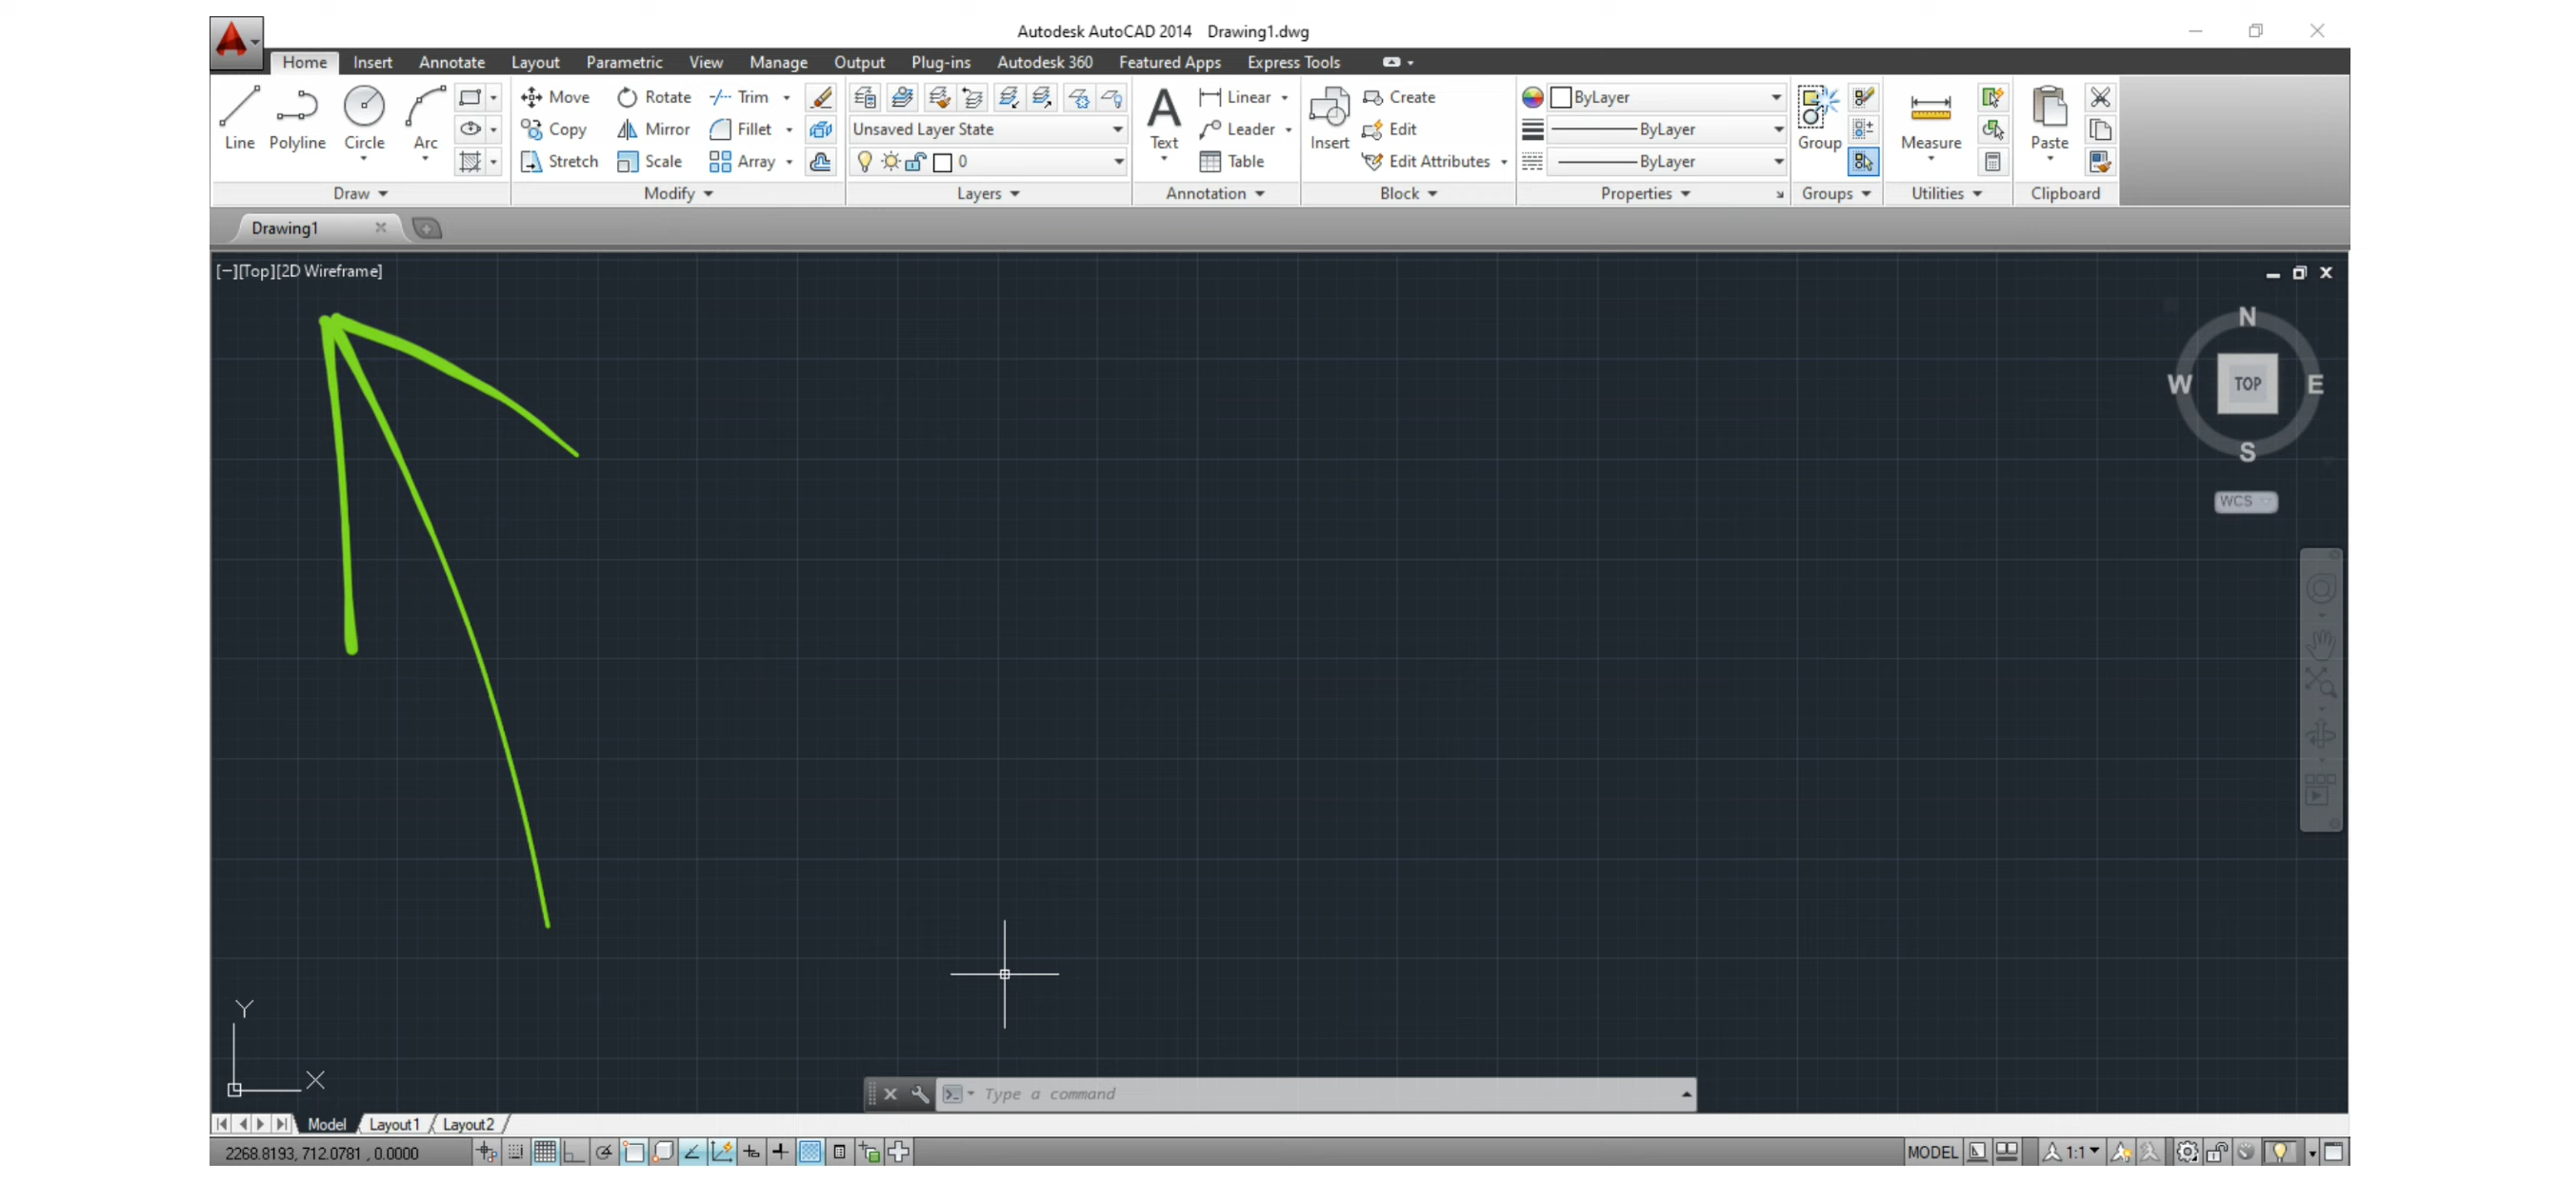 Autodesk AutoCAD 2014 Drawing1.dwg
Home Insert Annotate Layout Parametric View Manage Output Plug-ins Autodesk 360 Featured Apps Express Tools
Line Polyline Circle Arc
Move Rotate Trim
Copy Mirror Fillet
Stretch Scale Array
Unsaved Layer State
0
A
Text
Linear
Leader
Table
Insert
Create
Edit
Edit Attributes
ByLayer
ByLayer
ByLayer
Group
Measure
Paste
Draw Modify Layers Annotation Block Properties Groups Utilities Clipboard
Drawing1
[−][Top][2D Wireframe]
N
W TOP E
S
WCS
Y
X
Type a command
Model Layout1 Layout2
2268.8193, 712.0781 , 0.0000
MODEL 1:1